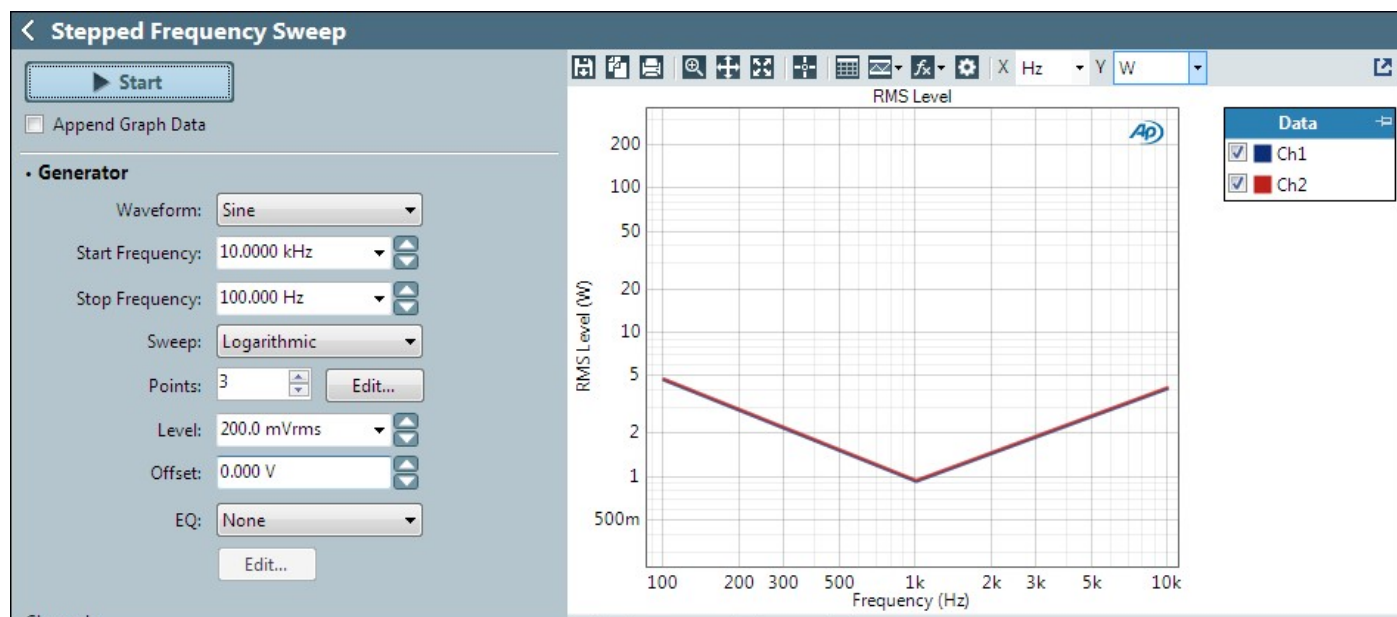 Stepped Frequency Sweep
Start
Append Graph Data
Generator
Waveform: Sine
Start Frequency: 10.0000 kHz
Stop Frequency: 100.000 Hz
Sweep: Logarithmic
Points: 3 Edit...
Level: 200.0 mVrms
Offset: 0.000 V
EQ: None
Edit...
X Hz Y W
RMS Level
AP
RMS Level (W)
200
100
50
20
10
5
2
1
500m
100 200 300 500 1k 2k 3k 5k 10k
Frequency (Hz)
Data
Ch1
Ch2